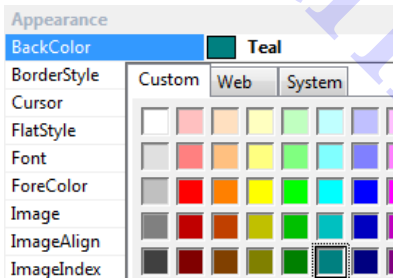 Appearance
BackColor Teal
BorderStyle
Custom Web System
Cursor
FlatStyle
Font
ForeColor
Image
ImageAlign
ImageIndex